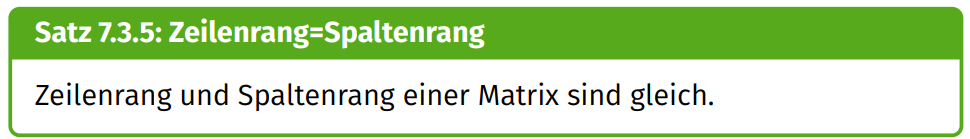 Satz 7.3.5: Zeilenrang=Spaltenrang
Zeilenrang und Spaltenrang einer Matrix sind gleich.